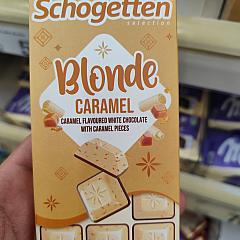 Schogetten
selection
Blonde
CARAMEL
CARAMEL FLAVOURED WHITE CHOCOLATE
WITH CARAMEL PIECES